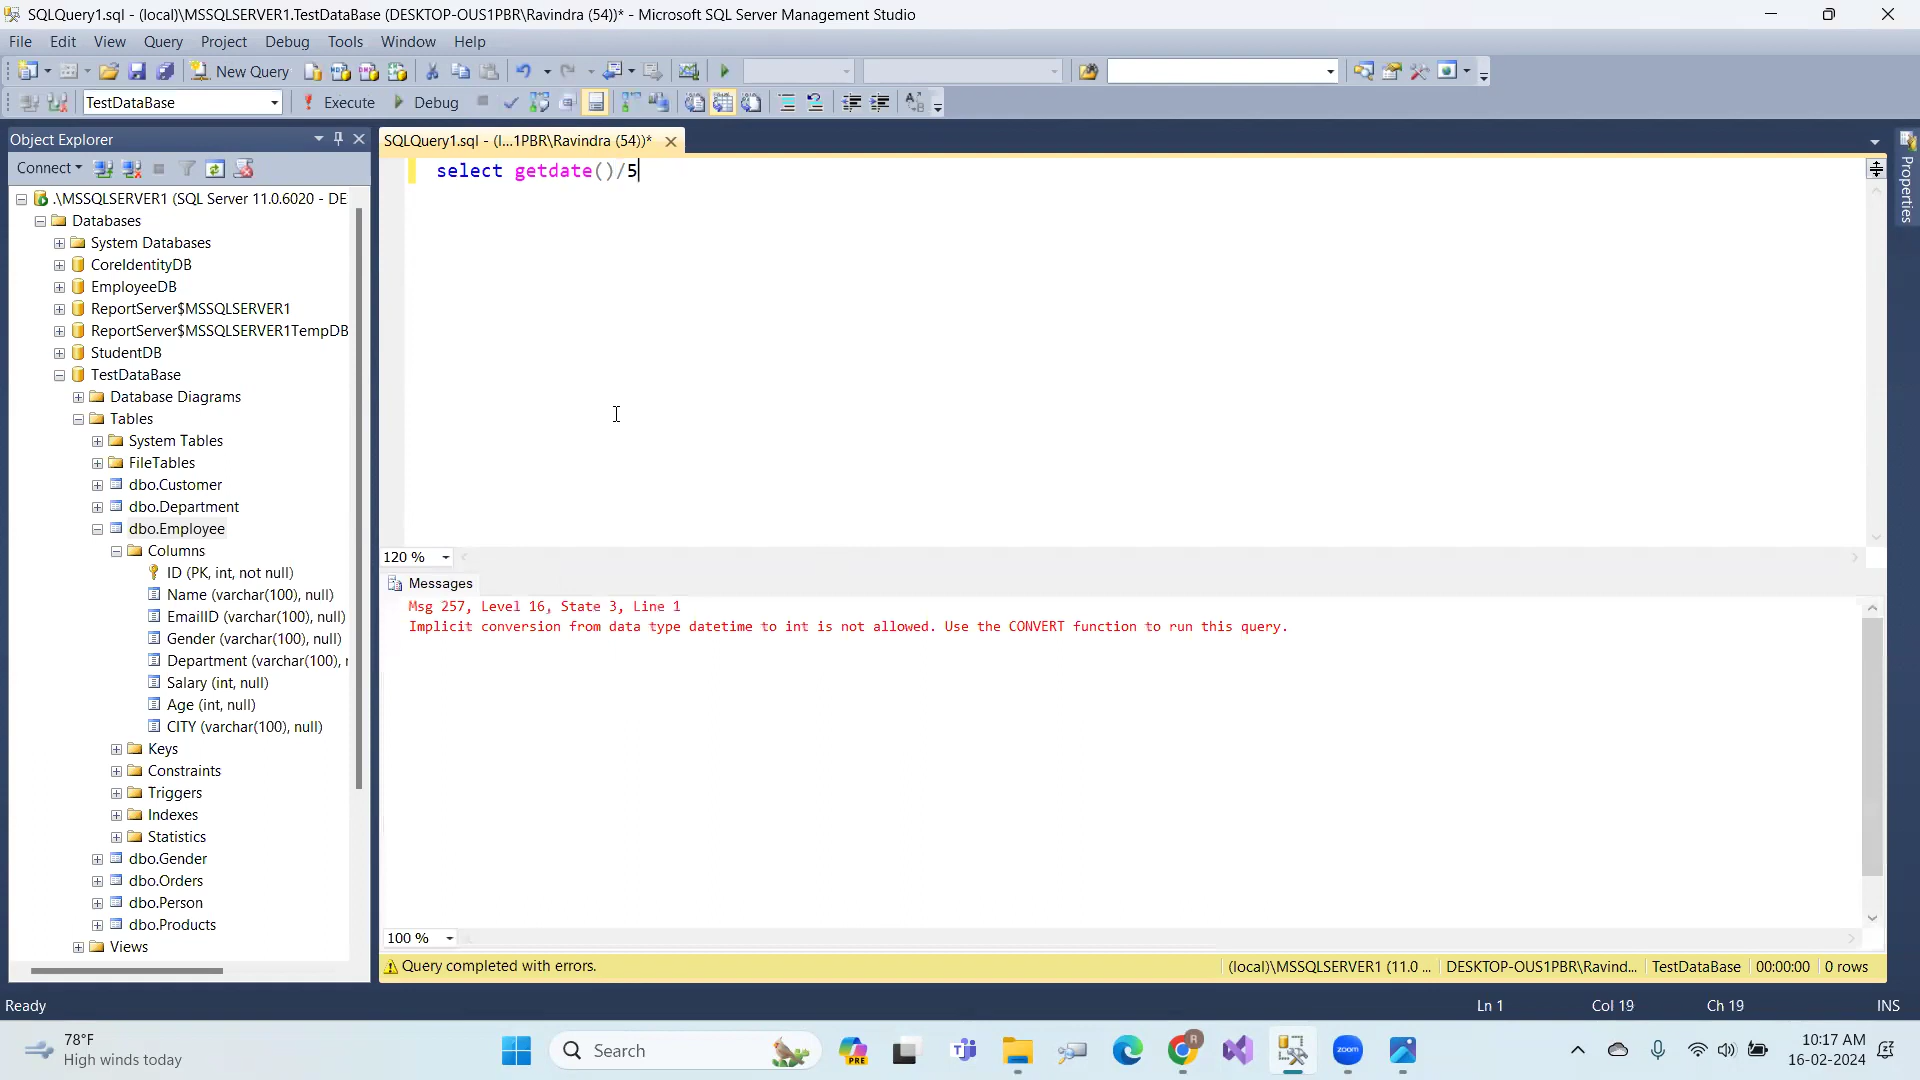 SQLQuery1.sql - (local)\MSSQLSERVER1.TestDataBase (DESKTOP-OUS1PBR\Ravindra (54))* - Microsoft SQL Server Management Studio
File Edit View Query Project Debug Tools Window Help
New Query
TestDataBase Execute Debug
Object Explorer
SQLQuery1.sql - (l...1PBR\Ravindra (54))*
Connect
select getdate()/5
Properties
.\MSSQLSERVER1 (SQL Server 11.0.6020 - DE
Databases
System Databases
CoreIdentityDB
EmployeeDB
ReportServer$MSSQLSERVER1
ReportServer$MSSQLSERVER1TempDB
StudentDB
TestDataBase
Database Diagrams
Tables
System Tables
FileTables
dbo.Customer
dbo.Department
dbo.Employee
Columns
ID (PK, int, not null)
Name (varchar(100), null)
EmailID (varchar(100), null)
Gender (varchar(100), null)
Department (varchar(100), r
Salary (int, null)
Age (int, null)
CITY (varchar(100), null)
Keys
Constraints
Triggers
Indexes
Statistics
dbo.Gender
dbo.Orders
dbo.Person
dbo.Products
Views
120 %
Messages
Msg 257, Level 16, State 3, Line 1
Implicit conversion from data type datetime to int is not allowed. Use the CONVERT function to run this query.
100 %
Query completed with errors. (local)\MSSQLSERVER1 (11.0 ... DESKTOP-OUS1PBR\Ravind... TestDataBase 00:00:00 0 rows
Ready Ln 1 Col 19 Ch 19 INS
78°F
High winds today
Search
PRE
R
zoom
10:17 AM
16-02-2024